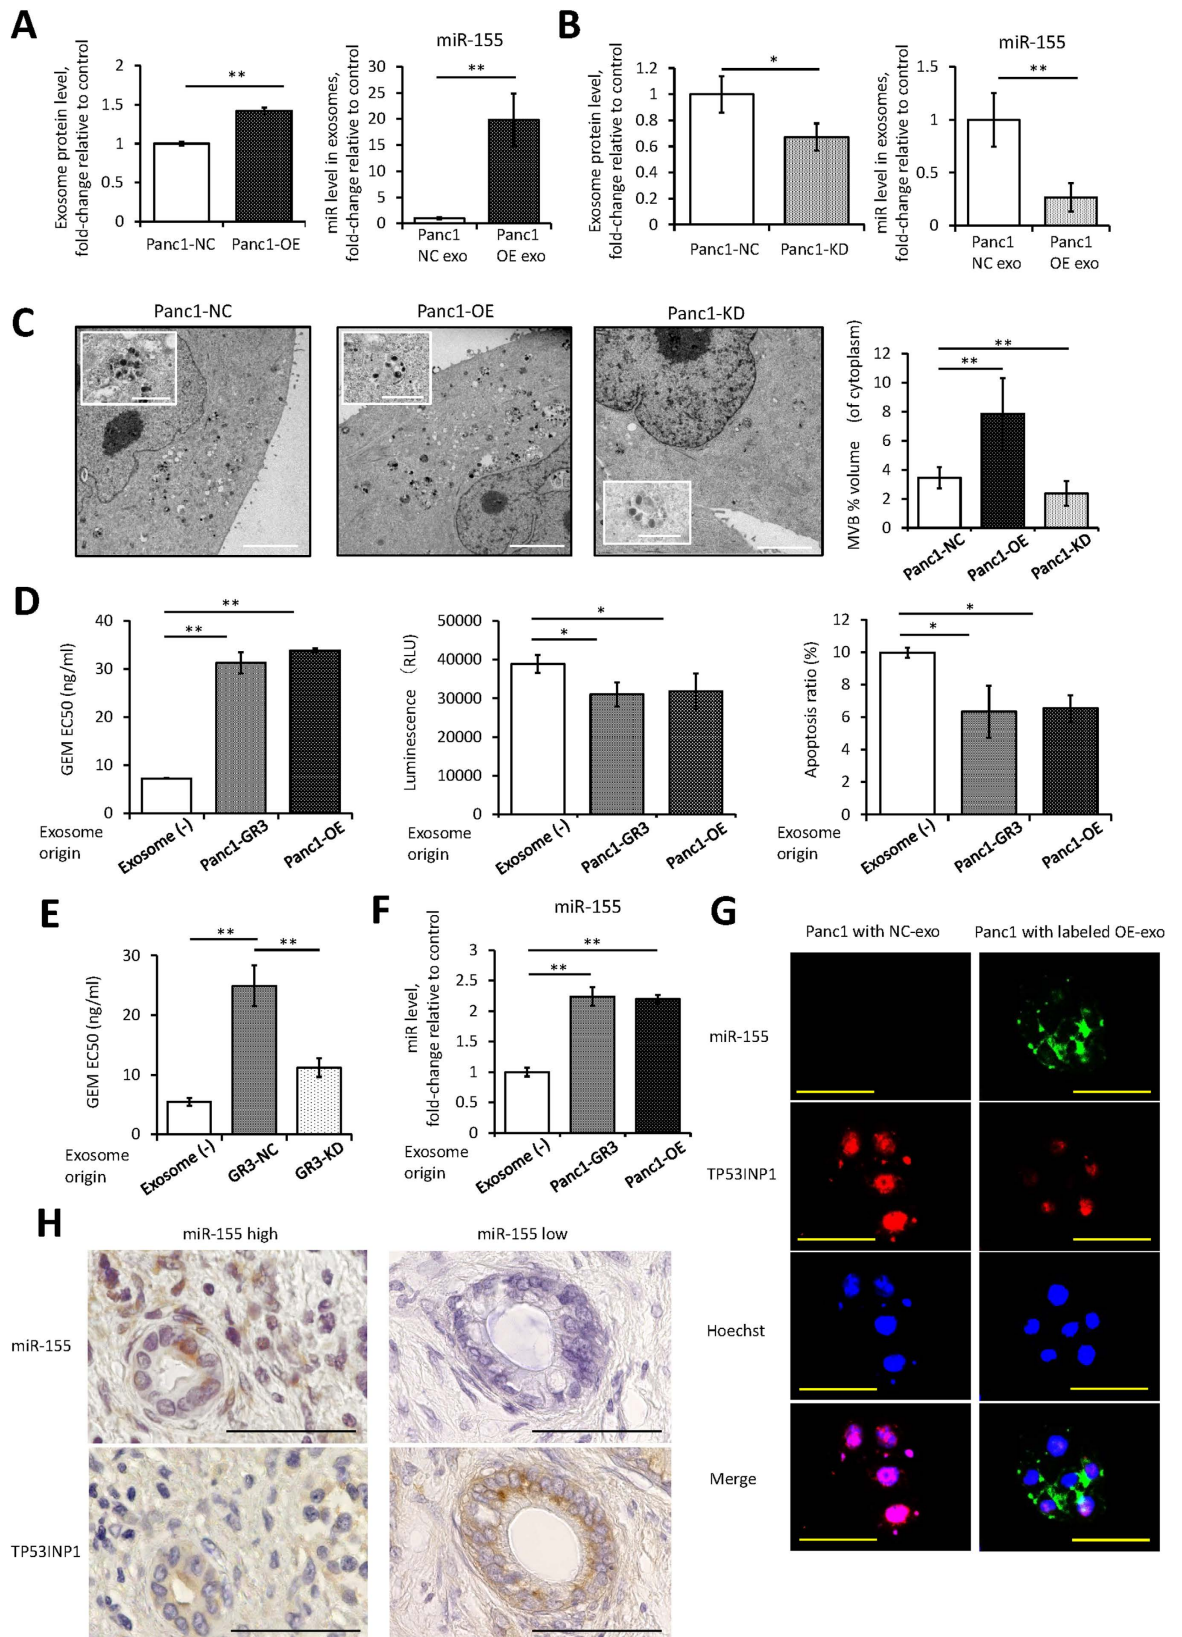 A
Exosome protein level,
fold-change relative to control
2
1.5
1
0.5
0
**
Panc1-NC
Panc1-OE
miR-155
miR level in exosomes,
fold-change relative to control
30
25
20
15
10
5
0
**
Panc1
NC exo
Panc1
OE exo
B
Exosome protein level,
fold-change relative to control
1.2
1
0.8
0.6
0.4
0.2
0
*
Panc1-NC
Panc1-KD
miR-155
miR level in exosomes,
fold-change relative to control
1.5
1
0.5
0
**
Panc1
NC exo
Panc1
OE exo
C
Panc1-NC
Panc1-OE
Panc1-KD
MVB % volume (of cytoplasm)
12
10
8
6
4
2
0
**
**
Panc1-NC
Panc1-OE
Panc1-KD
D
GEM EC50 (ng/ml)
40
30
20
10
0
**
**
Exosome
origin
Exosome (-)
Panc1-GR3
Panc1-OE
Luminescence (RLU)
50000
40000
30000
20000
10000
0
*
*
Exosome
origin
Exosome (-)
Panc1-GR3
Panc1-OE
Apoptosis ratio (%)
12
10
8
6
4
2
0
*
*
Exosome
origin
Exosome (-)
Panc1-GR3
Panc1-OE
E
GEM EC50 (ng/ml)
30
20
10
0
**
**
Exosome
origin
Exosome (-)
GR3-NC
GR3-KD
F
miR-155
miR level,
fold-change relative to control
3
2.5
2
1.5
1
0.5
0
**
**
Exosome
origin
Exosome (-)
Panc1-GR3
Panc1-OE
G
Panc1 with NC-exo
Panc1 with labeled OE-exo
miR-155
TP53INP1
Hoechst
Merge
H
miR-155 high
miR-155 low
miR-155
TP53INP1